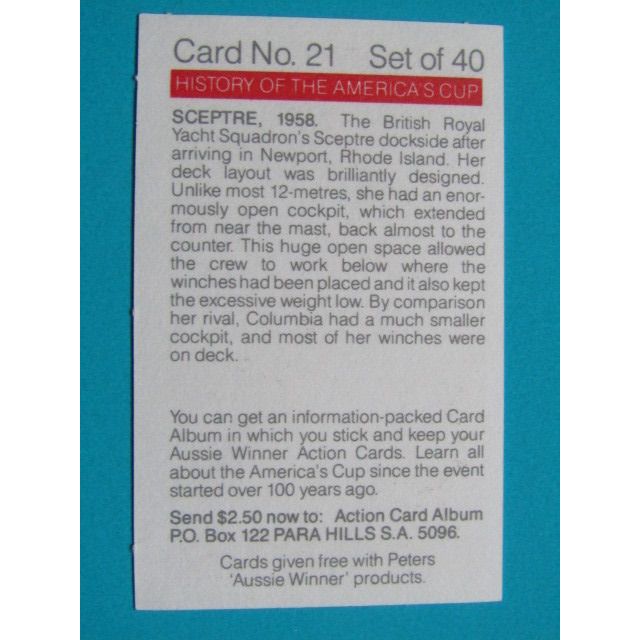 Card No. 21 Set of 40
HISTORY OF THE AMERICA'S CUP
SCEPTRE, 1958. The British Royal
Yacht Squadron's Sceptre dockside after
arriving in Newport, Rhode Island. Her
deck layout was brilliantly designed.
Unlike most 12-metres, she had an enor-
mously open cockpit, which extended
from near the mast, back almost to the
counter. This huge open space allowed
the crew to work below where the
winches had been placed and it also kept
the excessive weight low. By comparison
her rival, Columbia had a much smaller
cockpit, and most of her winches were
on deck.
You can get an information-packed Card
Album in which you stick and keep your
Aussie Winner Action Cards. Learn all
about the America's Cup since the event
started over 100 years ago.
Send $2.50 now to: Action Card Album
P.O. Box 122 PARA HILLS S.A. 5096.
Cards given free with Peters
'Aussie Winner' products.